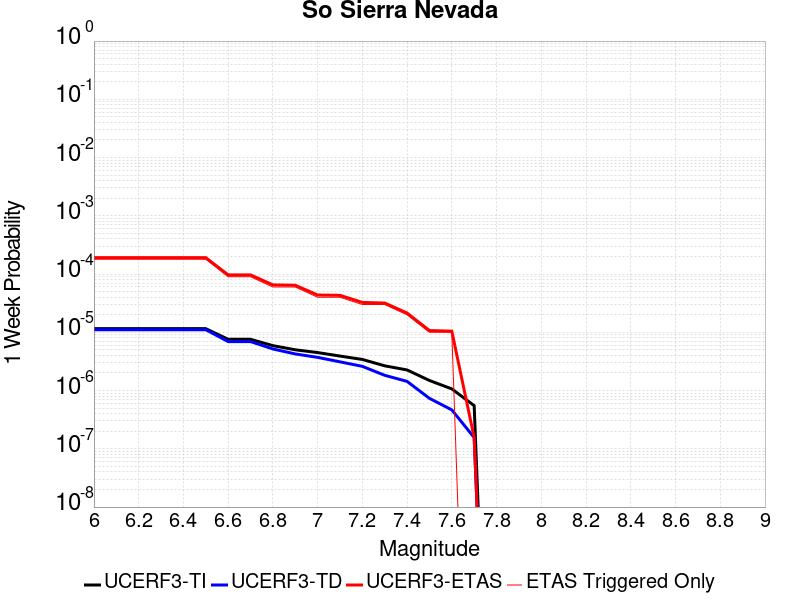 So Sierra Nevada
10 0
10 -1
10 -2
10 -3
10 -4
10 -5
10 -6
10 -7
10 -8
1 Week Probability
6 6.2 6.4 6.6 6.8 7 7.2 7.4 7.6 7.8 8 8.2 8.4 8.6 8.8 9
Magnitude
UCERF3-TI UCERF3-TD UCERF3-ETAS ETAS Triggered Only